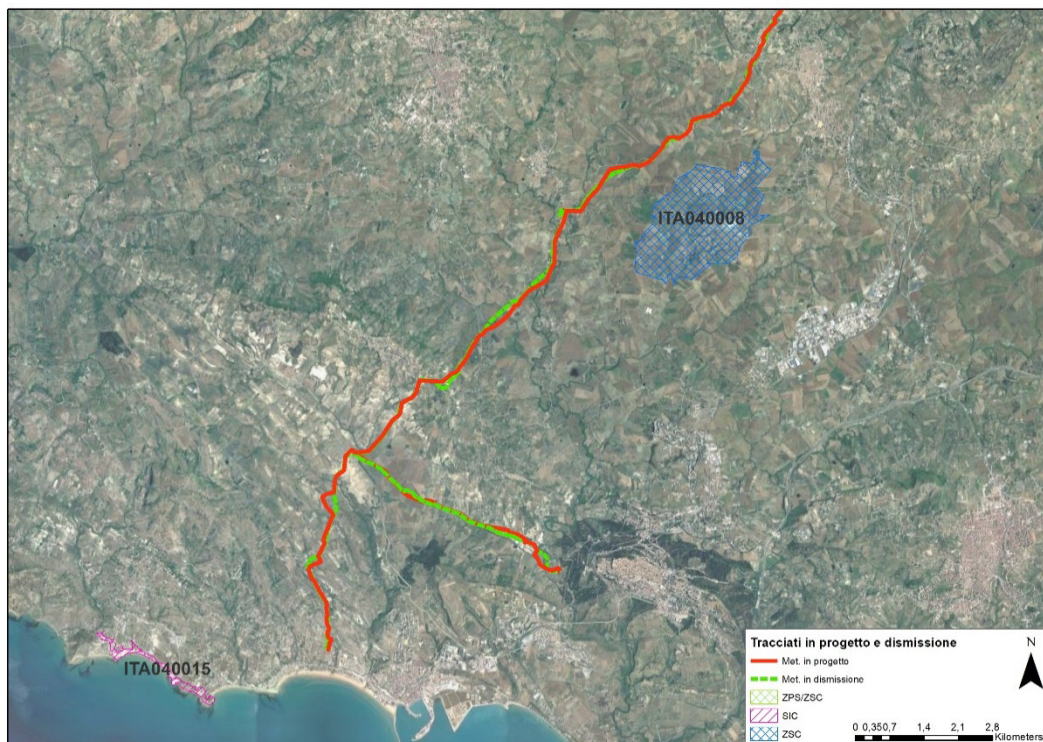 ITA040008
ITA040015
Tracciati in progetto e dismissione
Met. in progetto
Met. in dismissione
ZPS/ZSC
SIC
ZSC
N
0 0,350,7 1,4 2,1 2,8
Kilometers